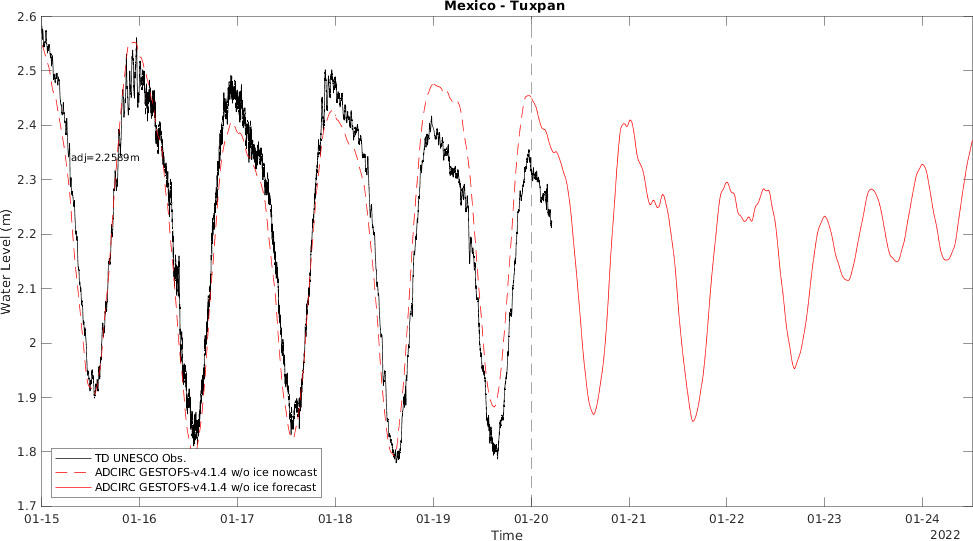 Mexico - Tuxpan
2.6
2.5
2.4
2.3
2.2
2.1
2
1.9
1.8
1.7
Water Level (m)
adj=2.2589m
TD UNESCO Obs.
ADCIRC GESTOFS-v4.1.4 w/o ice nowcast
ADCIRC GESTOFS-v4.1.4 w/o ice forecast
01-15 01-16 01-17 01-18 01-19 01-20 01-21 01-22 01-23 01-24
Time
2022